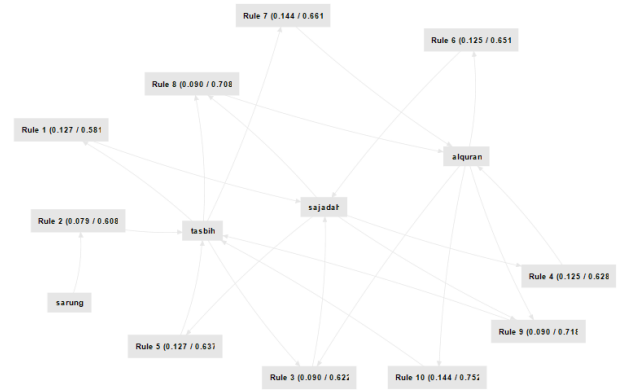 Rule 7 (0.144 / 0.661
Rule 6 (0.125 / 0.651
Rule 8 (0.090 / 0.708
Rule 1 (0.127 / 0.581
alquran
sajadah
Rule 2 (0.079 / 0.608
tasbih
Rule 4 (0.125 / 0.628
sarung
Rule 9 (0.090 / 0.718
Rule 5 (0.127 / 0.637
Rule 3 (0.090 / 0.622
Rule 10 (0.144 / 0.752